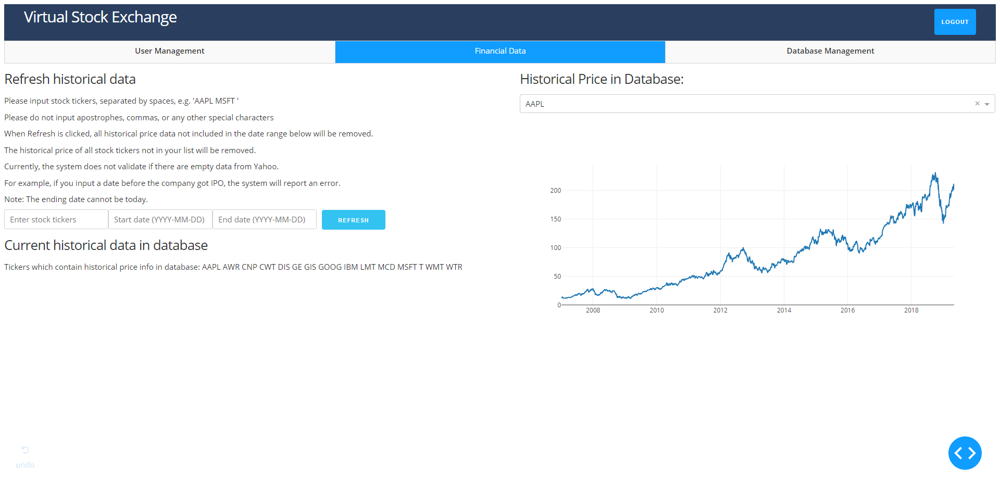 Virtual Stock Exchange
LOGOUT
User Management
Financial Data
Database Management
Refresh historical data
Please input stock tickers, separated by spaces, e.g. 'AAPL MSFT '
Please do not input apostrophes, commas, or any other special characters
When Refresh is clicked, all historical price data not included in the date range below will be removed.
The historical price of all stock tickers not in your list will be removed.
Currently, the system does not validate if there are empty data from Yahoo.
For example, if you input a date before the company got IPO, the system will report an error.
Note: The ending date cannot be today.
Enter stock tickers
Start date (YYYY-MM-DD)
End date (YYYY-MM-DD)
REFRESH
Current historical data in database
Tickers which contain historical price info in database: AAPL AWR CNP CWT DIS GE GIS GOOG IBM LMT MCD MSFT T WMT WTR
Historical Price in Database:
AAPL
200
150
100
50
0
2008
2010
2012
2014
2016
2018
undo